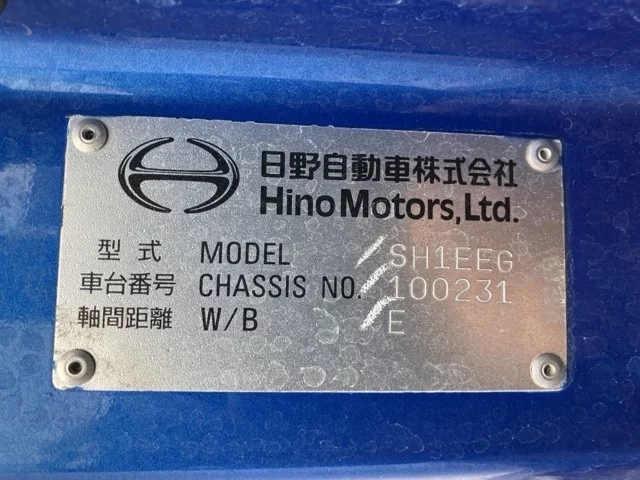 日野自動車株式会社
Hino Motors, Ltd.
型式 MODEL SH1EEG
車台番号 CHASSIS NO. 100231
軸間距離 W/B E